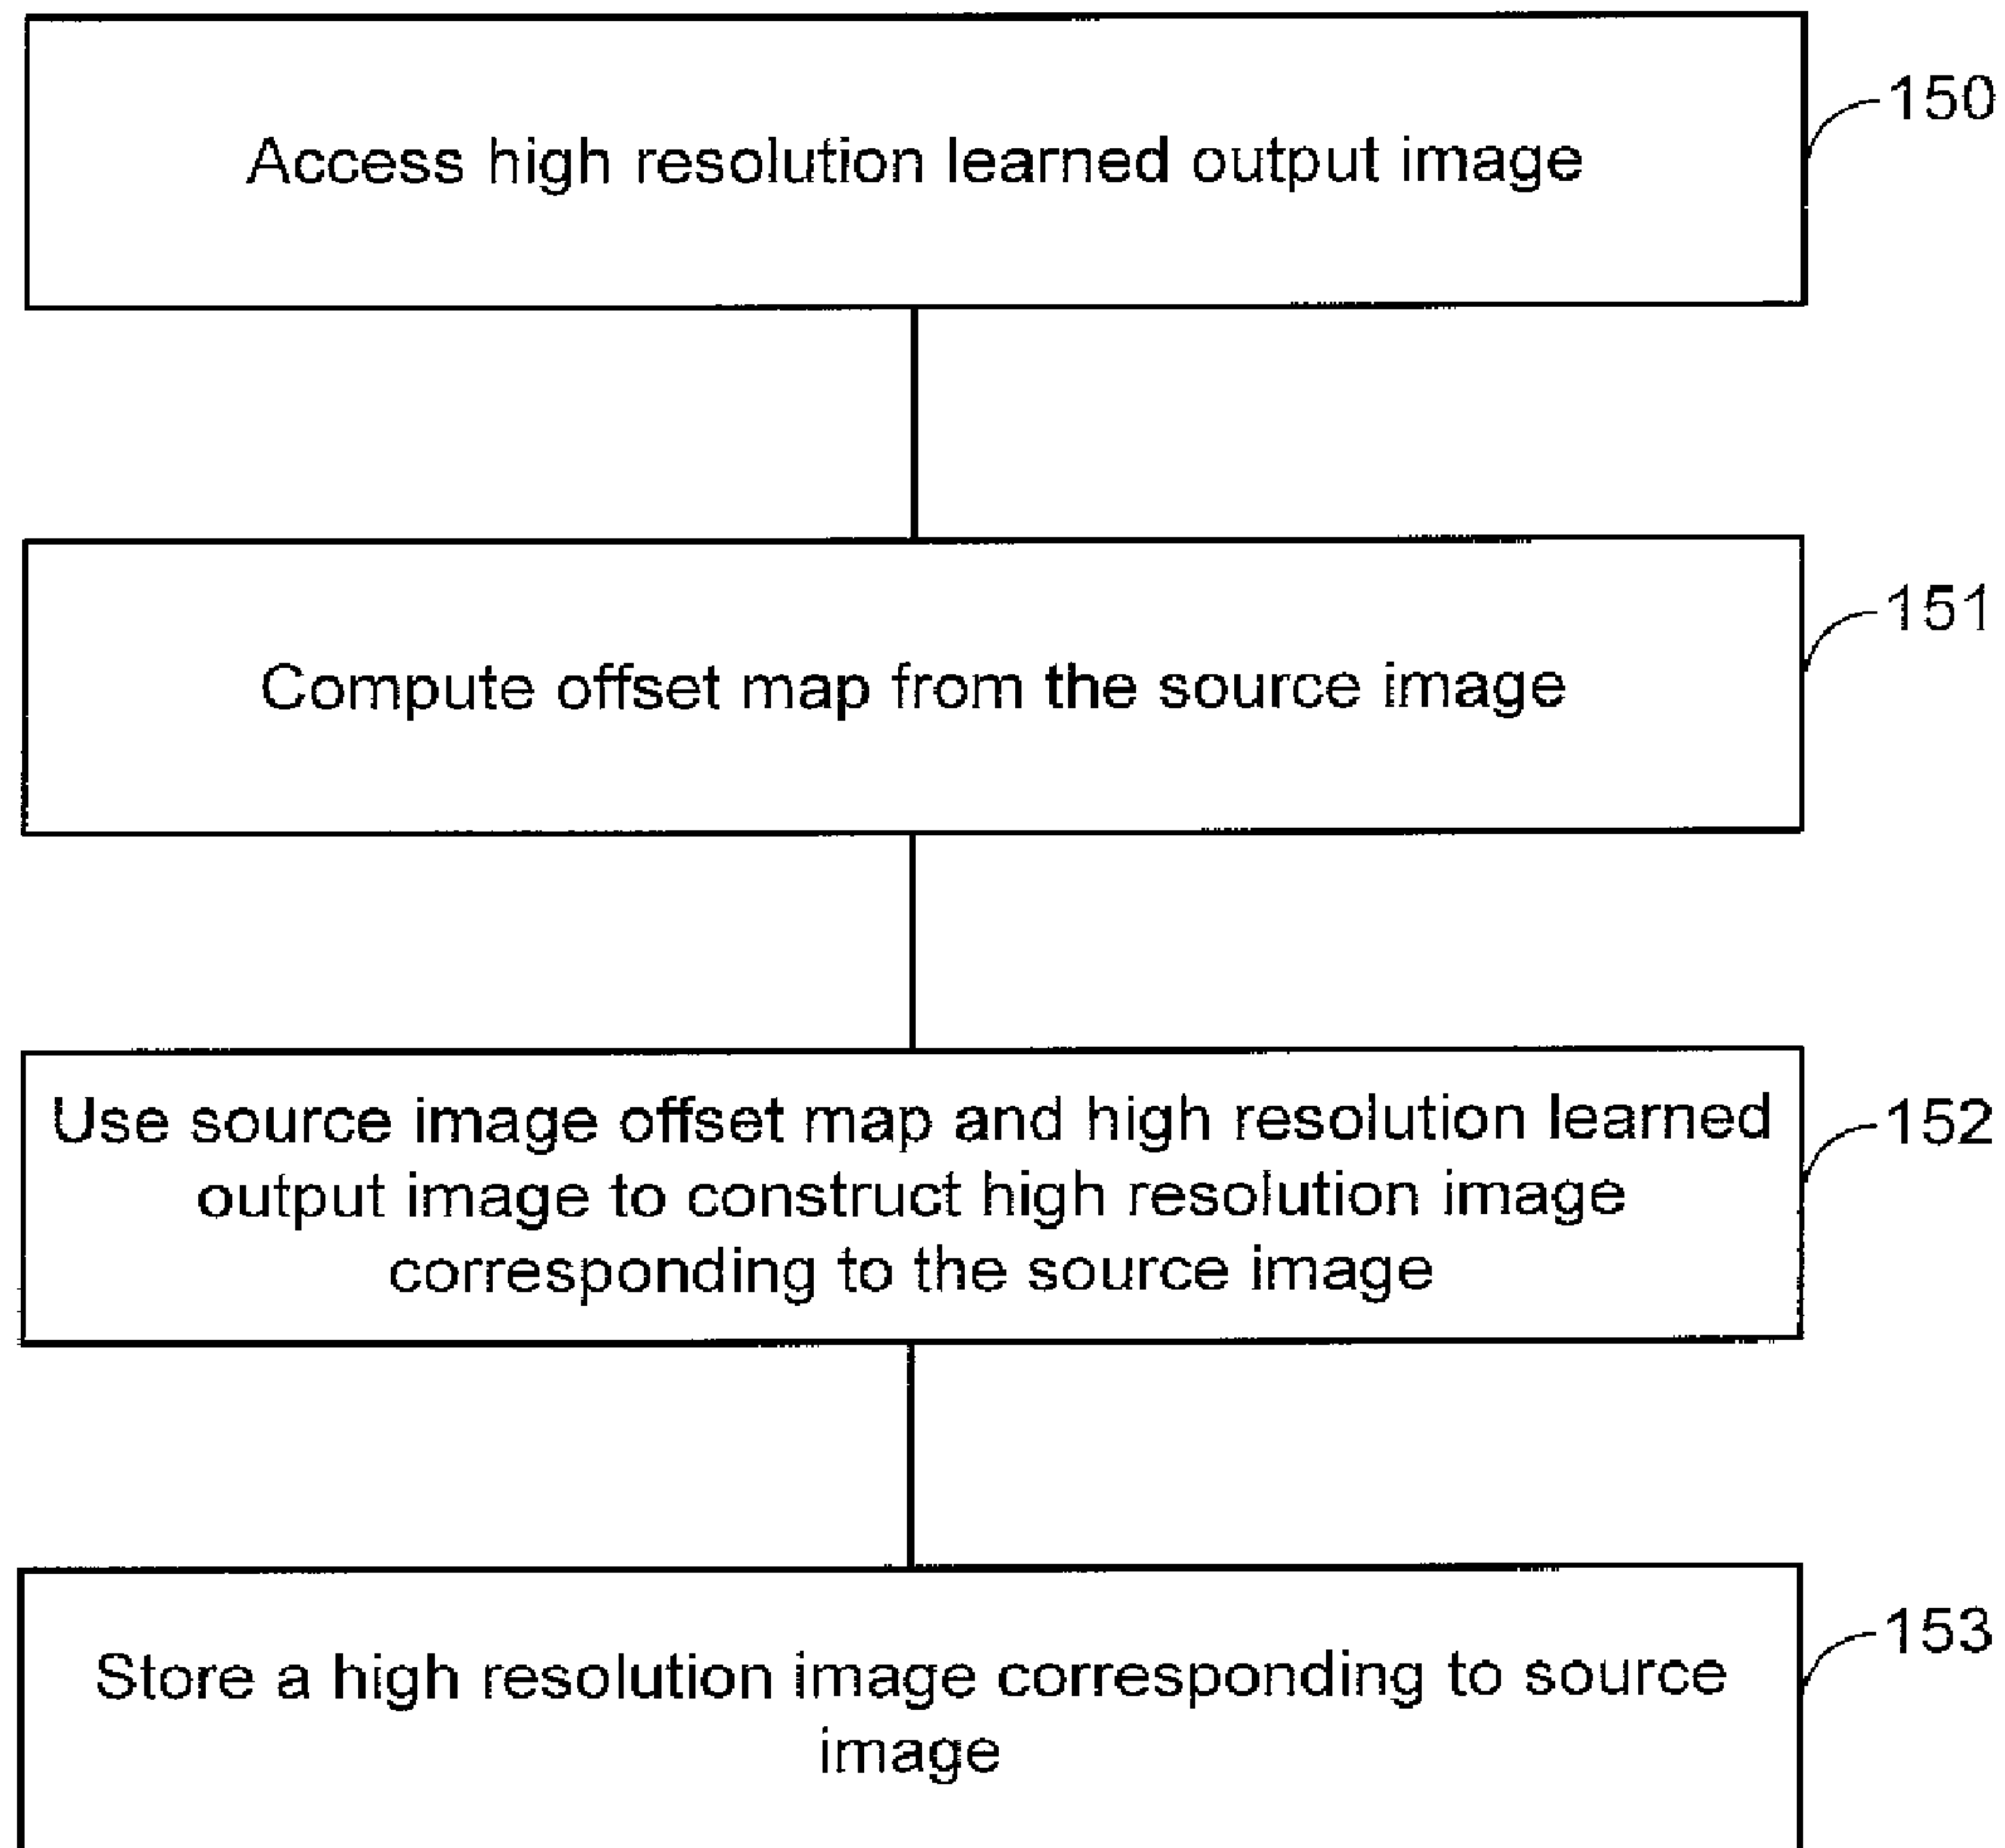 Access high resolution learned output image
150
Compute offset map from the source image
151
Use source image offset map and high resolution learned
output image to construct high resolution image
corresponding to the source image
152
Store a high resolution image corresponding to source
image
153